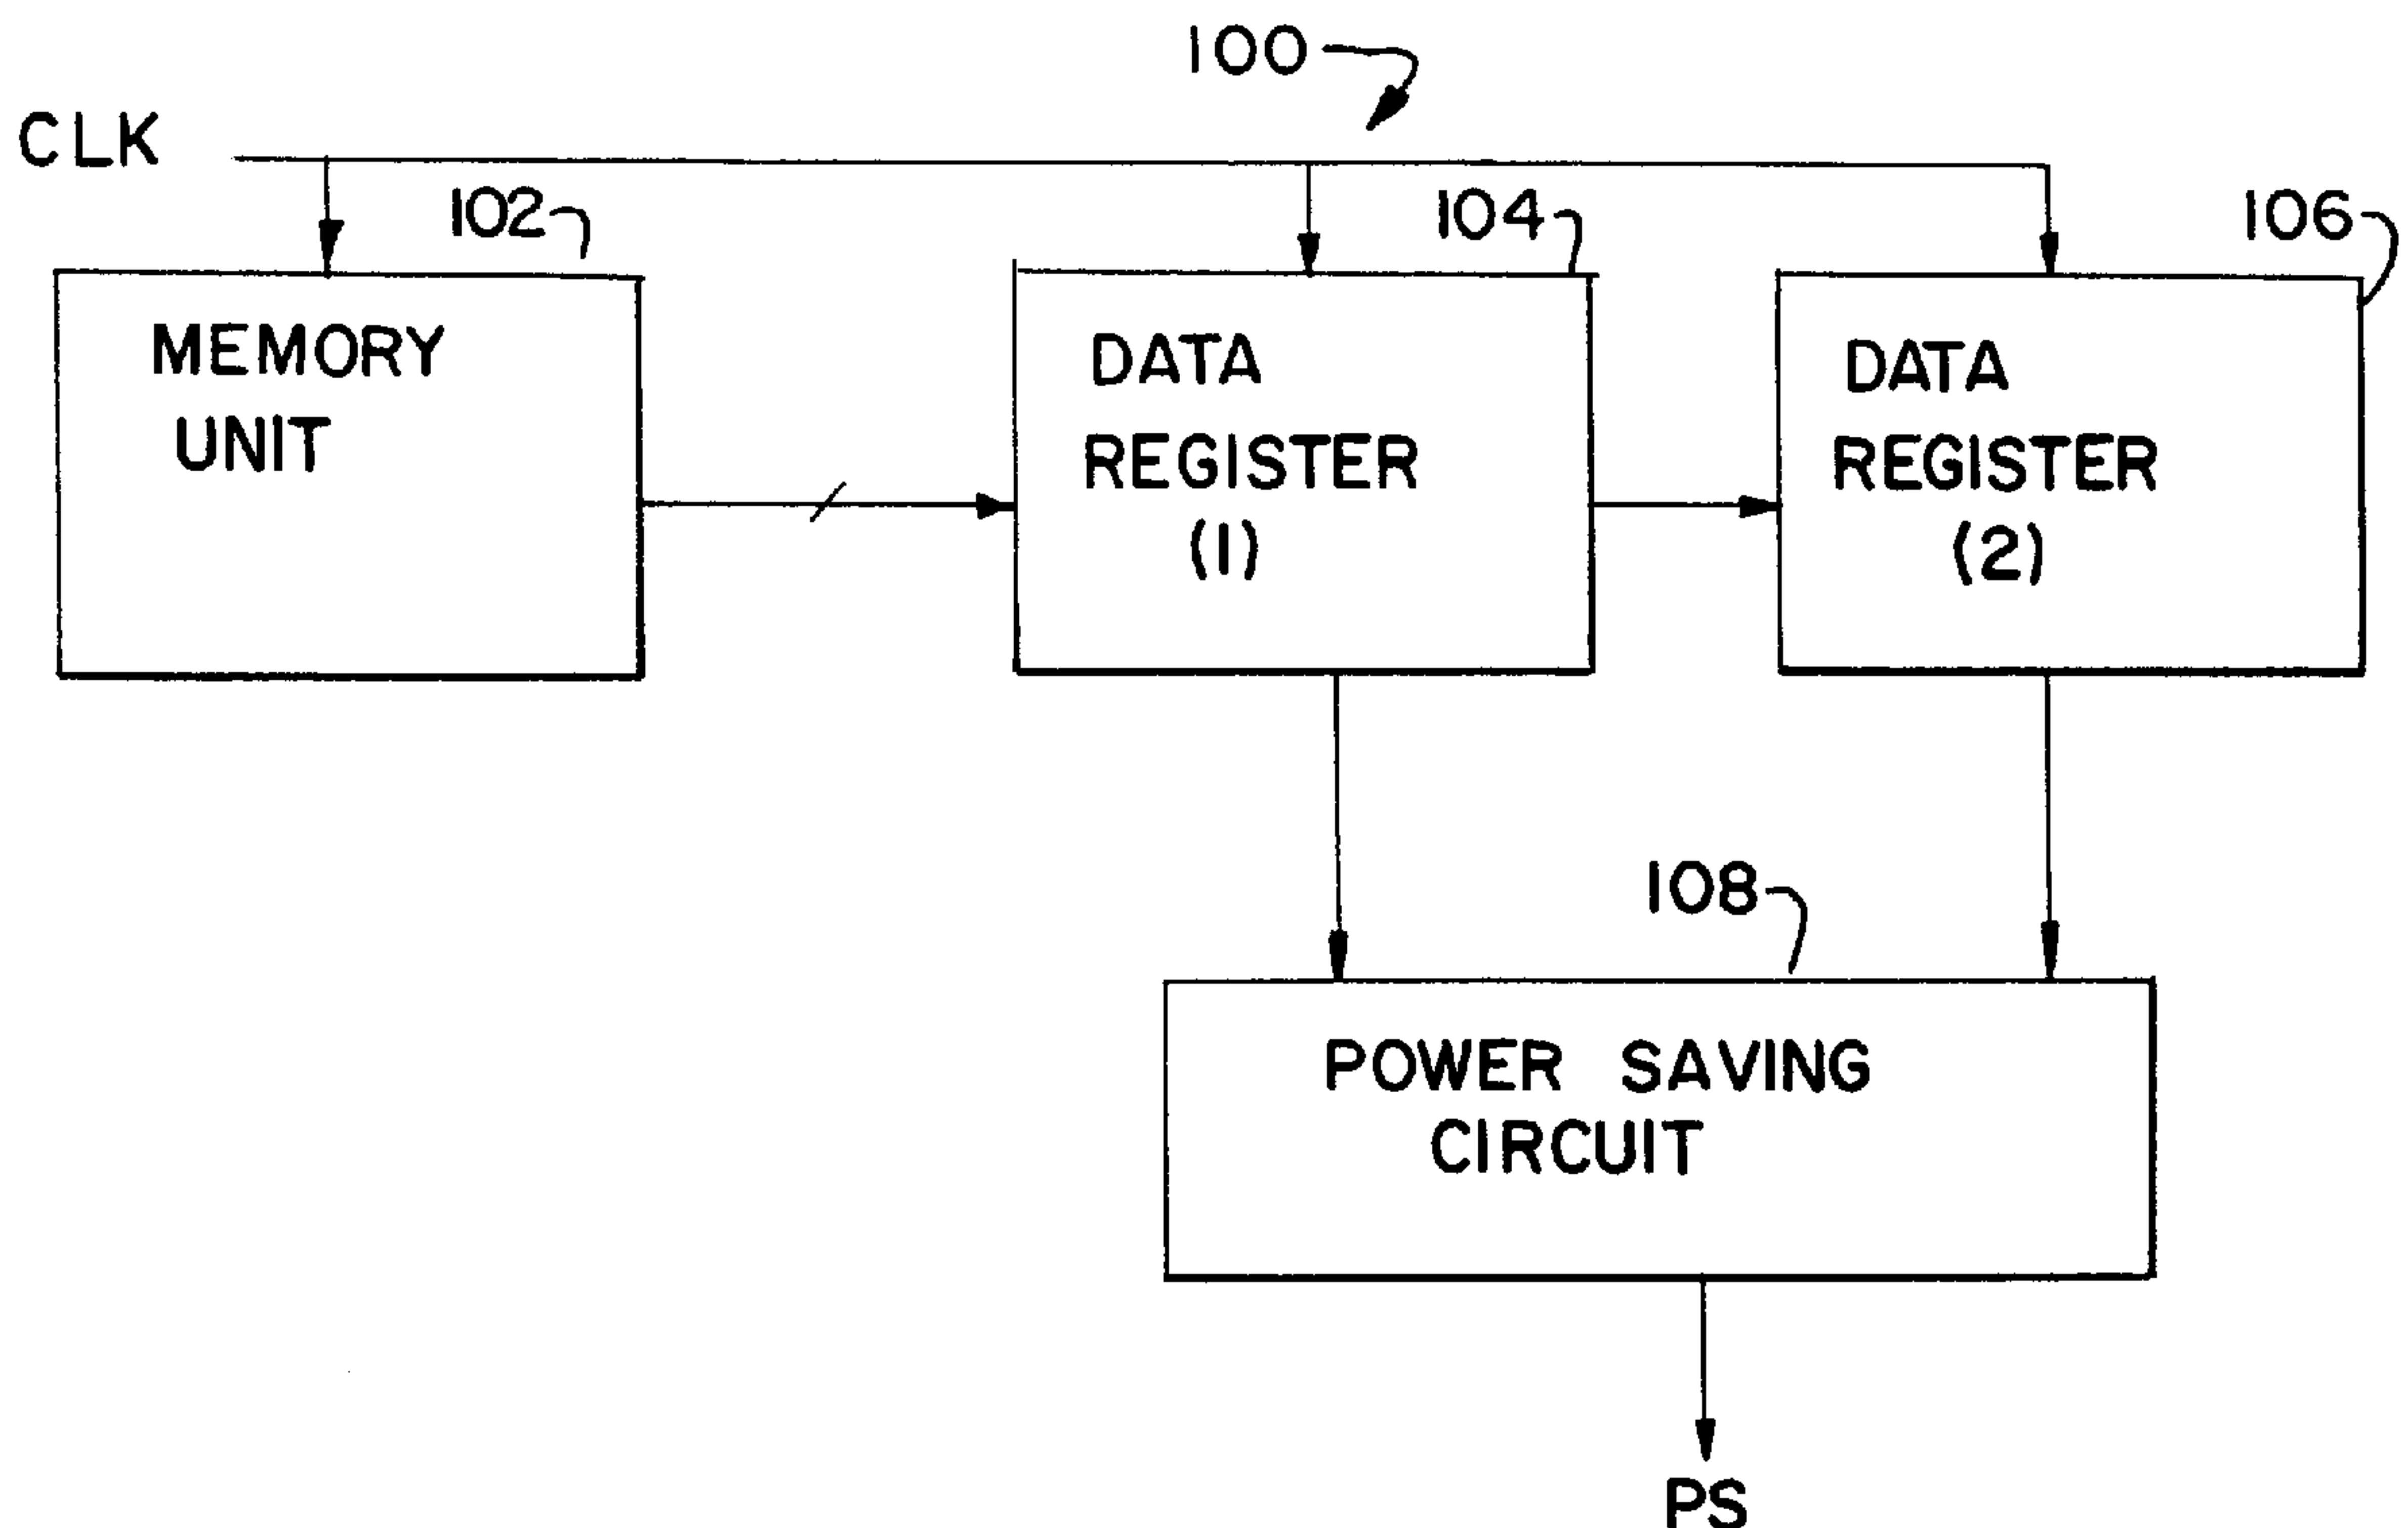 100
CLK
102
104
106
MEMORY
UNIT
DATA
REGISTER
(1)
DATA
REGISTER
(2)
108
POWER SAVING
CIRCUIT
PS